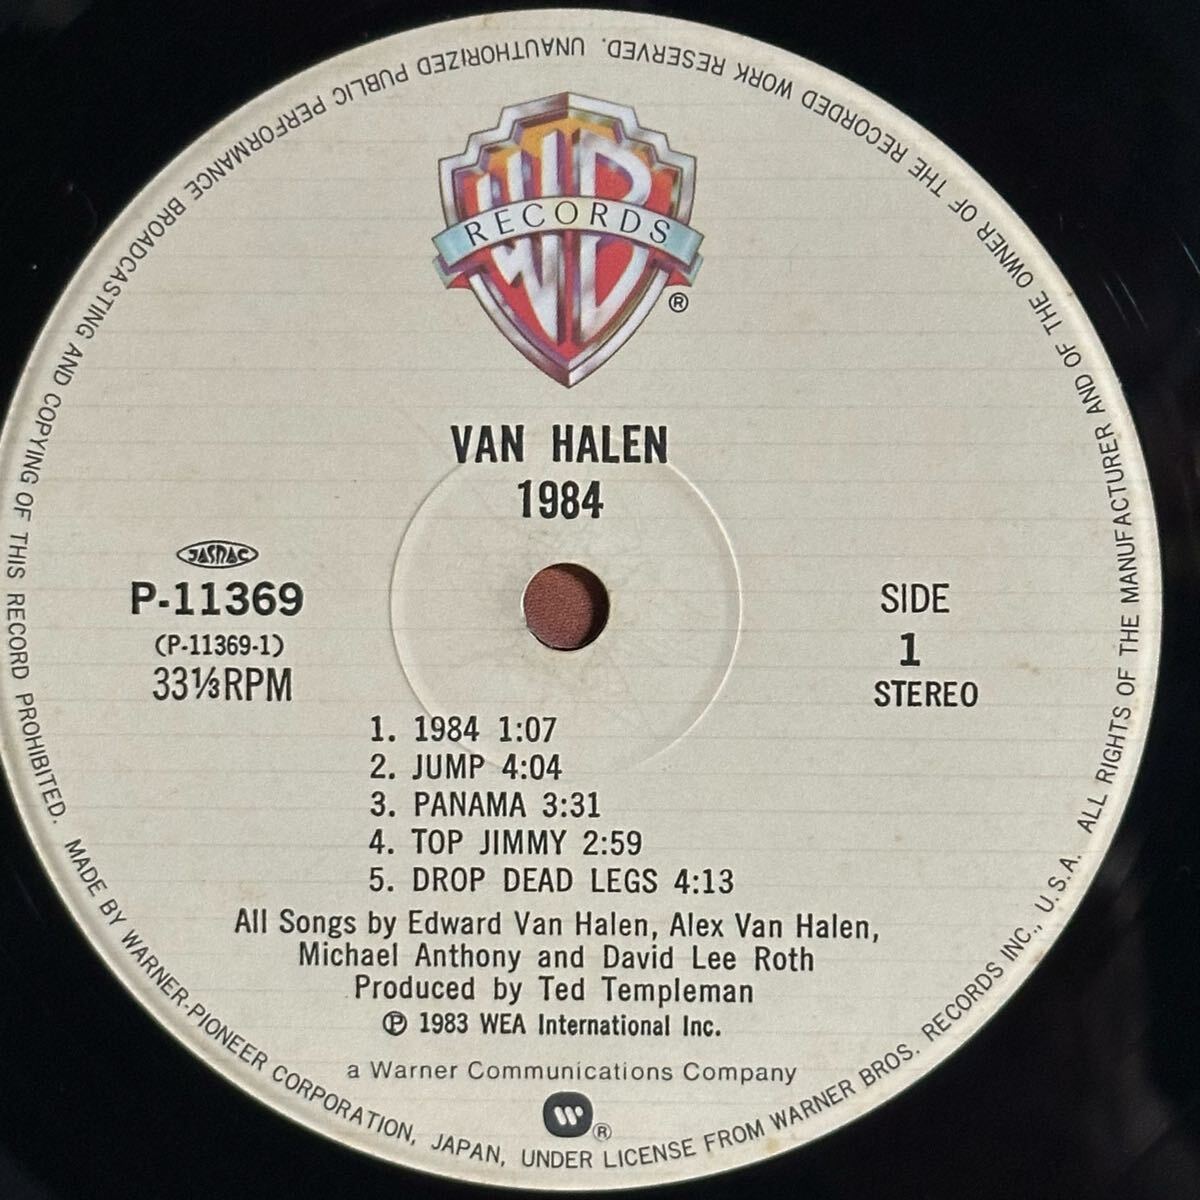 WB
RECORDS
®
VAN HALEN
1984
JASRAC
P-11369
(P-11369-1)
33⅓RPM
SIDE
1
STEREO
1. 1984 1:07
2. JUMP 4:04
3. PANAMA 3:31
4. TOP JIMMY 2:59
5. DROP DEAD LEGS 4:13
All Songs by Edward Van Halen, Alex Van Halen,
Michael Anthony and David Lee Roth
Produced by Ted Templeman
℗ 1983 WEA International Inc.
a Warner Communications Company
W®
MADE BY WARNER-PIONEER CORPORATION, JAPAN, UNDER LICENSE FROM WARNER BROS. RECORDS INC., U.S.A. ALL RIGHTS OF THE MANUFACTURER AND OF THE OWNER OF THE RECORDED WORK RESERVED. UNAUTHORIZED PUBLIC PERFORMANCE BROADCASTING AND COPYING OF THIS RECORD PROHIBITED.